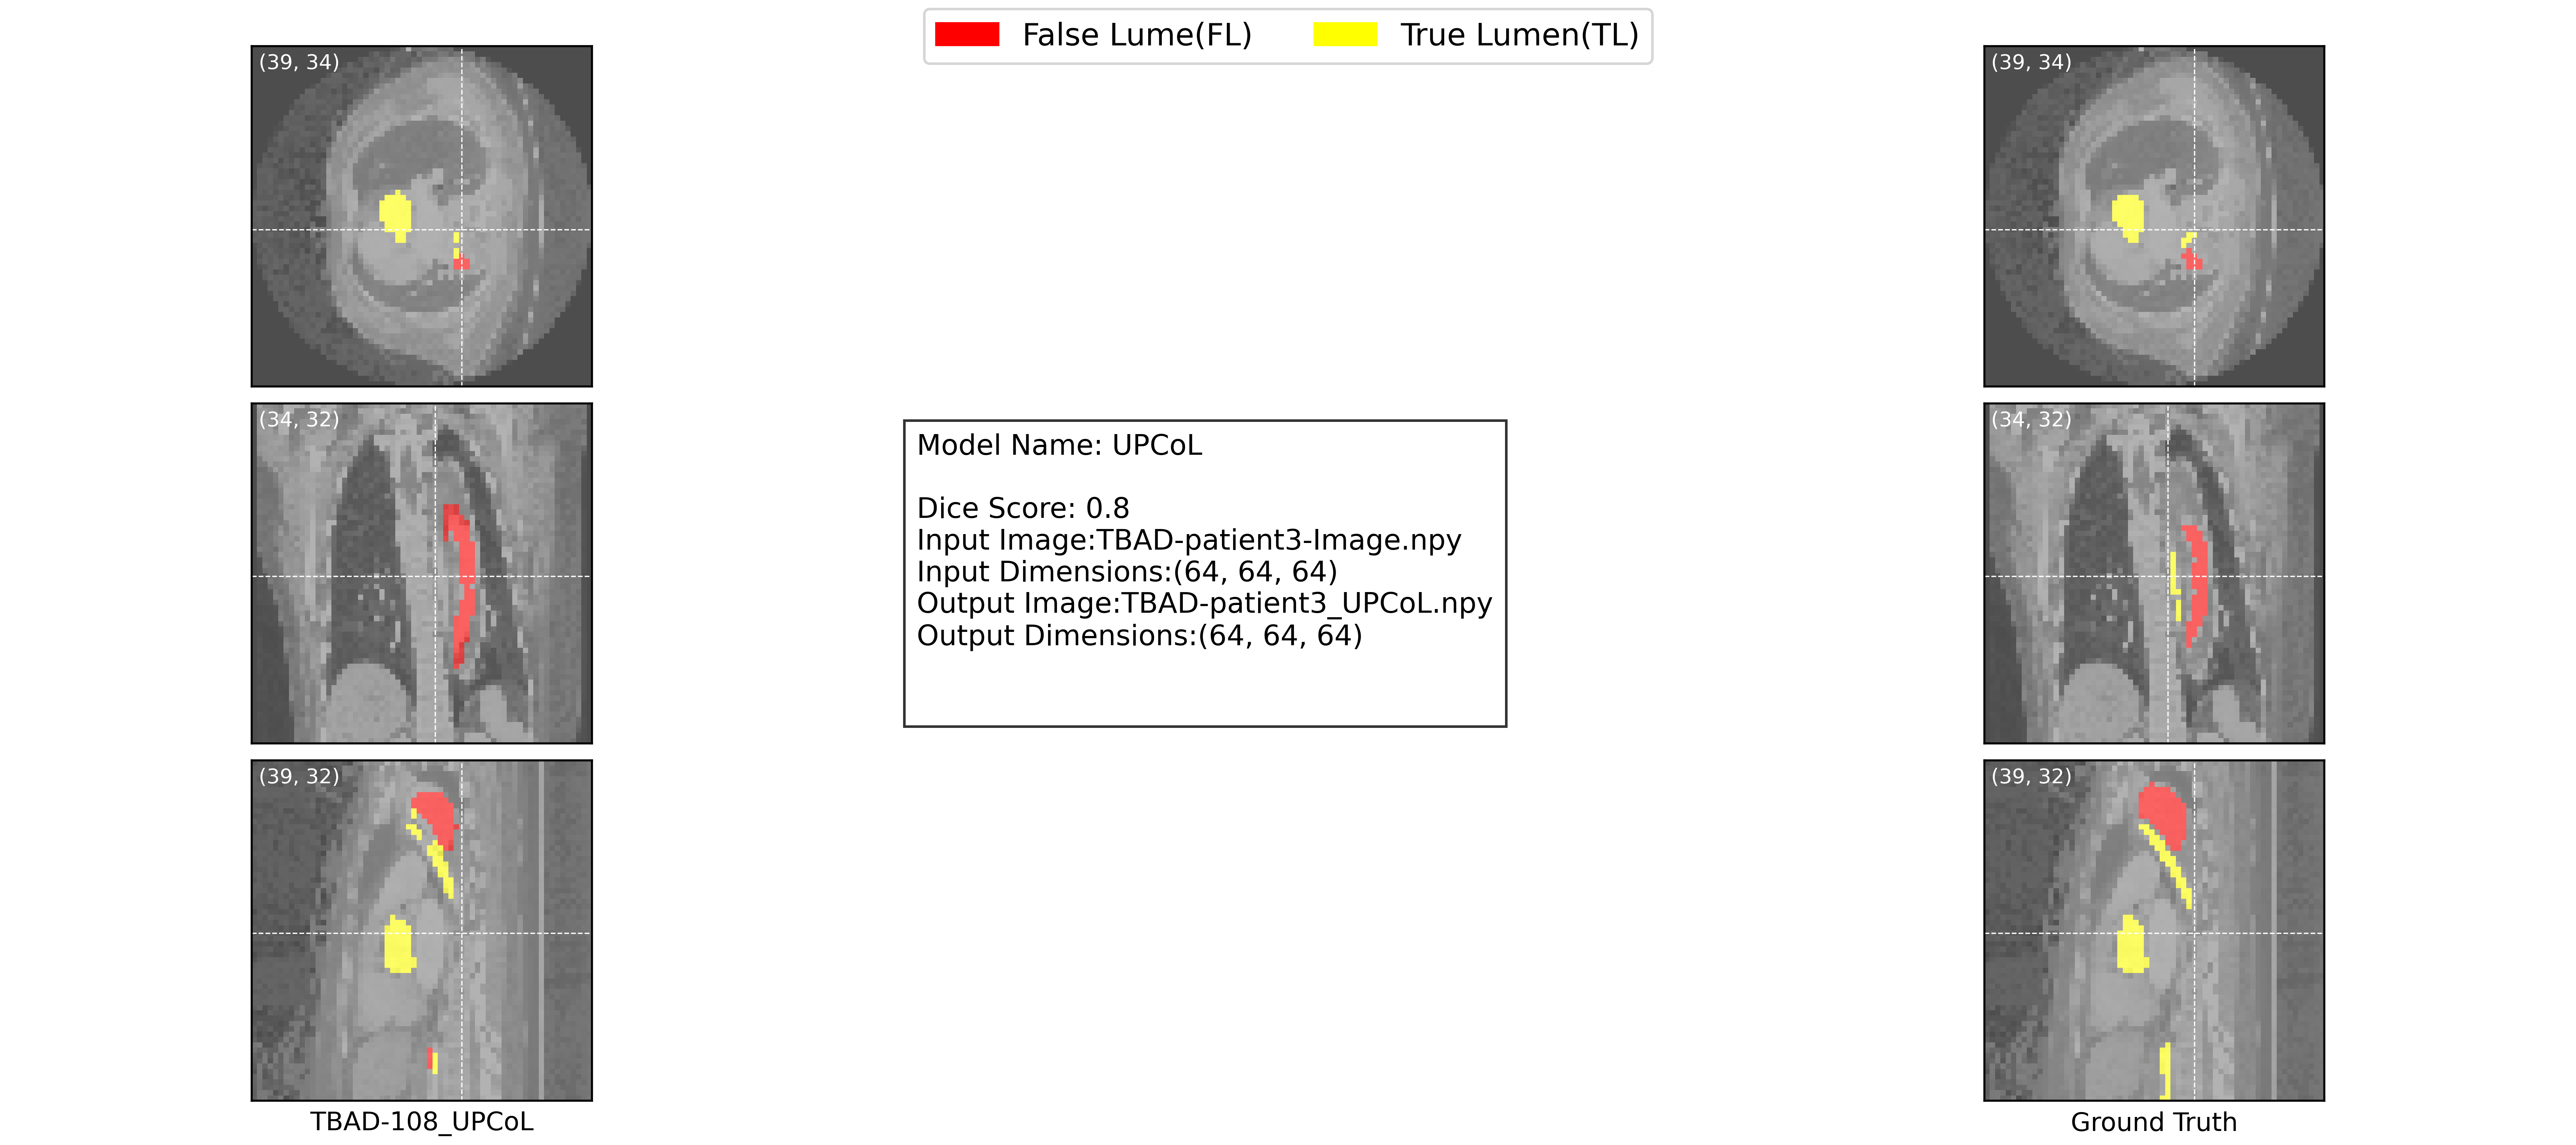 False Lume(FL)
True Lumen(TL)
(39, 34)
(39, 34)
(34, 32)
(34, 32)
Model Name: UPCoL
Dice Score: 0.8
Input Image:TBAD-patient3-Image.npy
Input Dimensions:(64, 64, 64)
Output Image:TBAD-patient3_UPCoL.npy
Output Dimensions:(64, 64, 64)
(39, 32)
(39, 32)
TBAD-108_UPCoL
Ground Truth